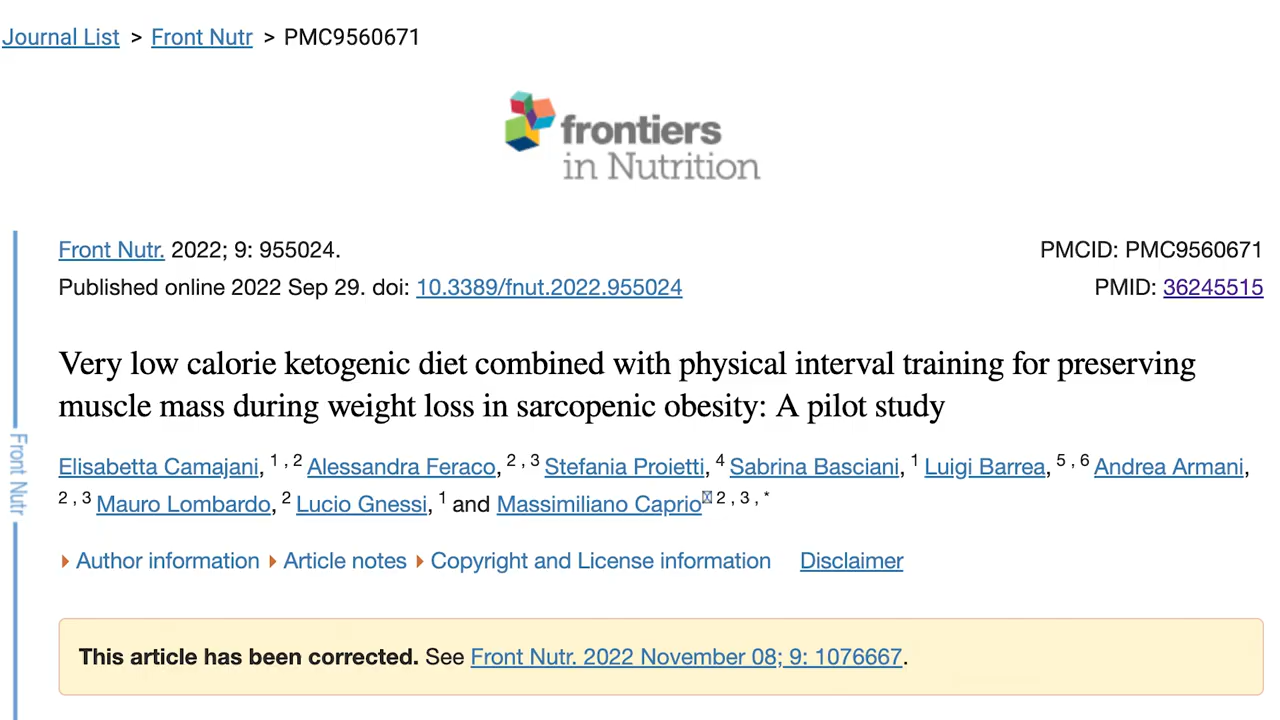 Journal List > Front Nutr > PMC9560671
frontiers
in Nutrition
Front Nutr. 2022; 9: 955024.
PMCID: PMC9560671
Published online 2022 Sep 29. doi: 10.3389/fnut.2022.955024
PMID: 36245515
Very low calorie ketogenic diet combined with physical interval training for preserving
muscle mass during weight loss in sarcopenic obesity: A pilot study
Elisabetta Camajani, 1 , 2 Alessandra Feraco, 2 , 3 Stefania Proietti, 4 Sabrina Basciani, 1 Luigi Barrea, 5 , 6 Andrea Armani,
2 , 3 Mauro Lombardo, 2 Lucio Gnessi, 1 and Massimiliano Caprio 2 , 3 , *
Author information Article notes Copyright and License information Disclaimer
This article has been corrected. See Front Nutr. 2022 November 08; 9: 1076667.
Front Nutr